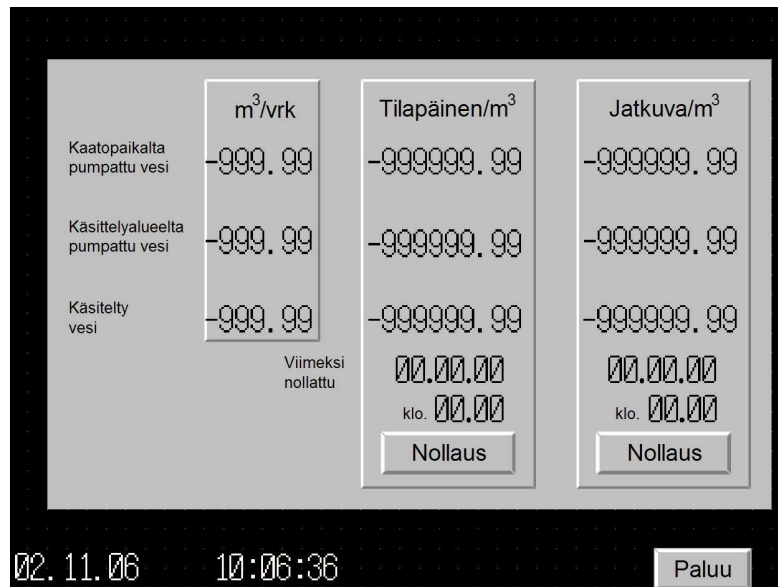 m³/vrk Tilapäinen/m³ Jatkuva/m³
Kaatopaikalta
pumpattu vesi -999.99 -999999.99 -999999.99
Käsittelyalueelta
pumpattu vesi -999.99 -999999.99 -999999.99
Käsitelty
vesi -999.99 -999999.99 -999999.99
Viimeksi
nollattu 00.00.00 00.00.00
klo. 00.00 klo. 00.00
Nollaus Nollaus
02.11.06 10:06:36 Paluu